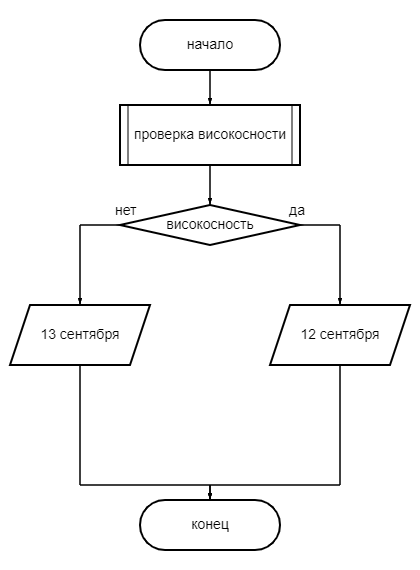 начало
проверка високосности
нет
да
високосность
13 сентября
12 сентября
конец